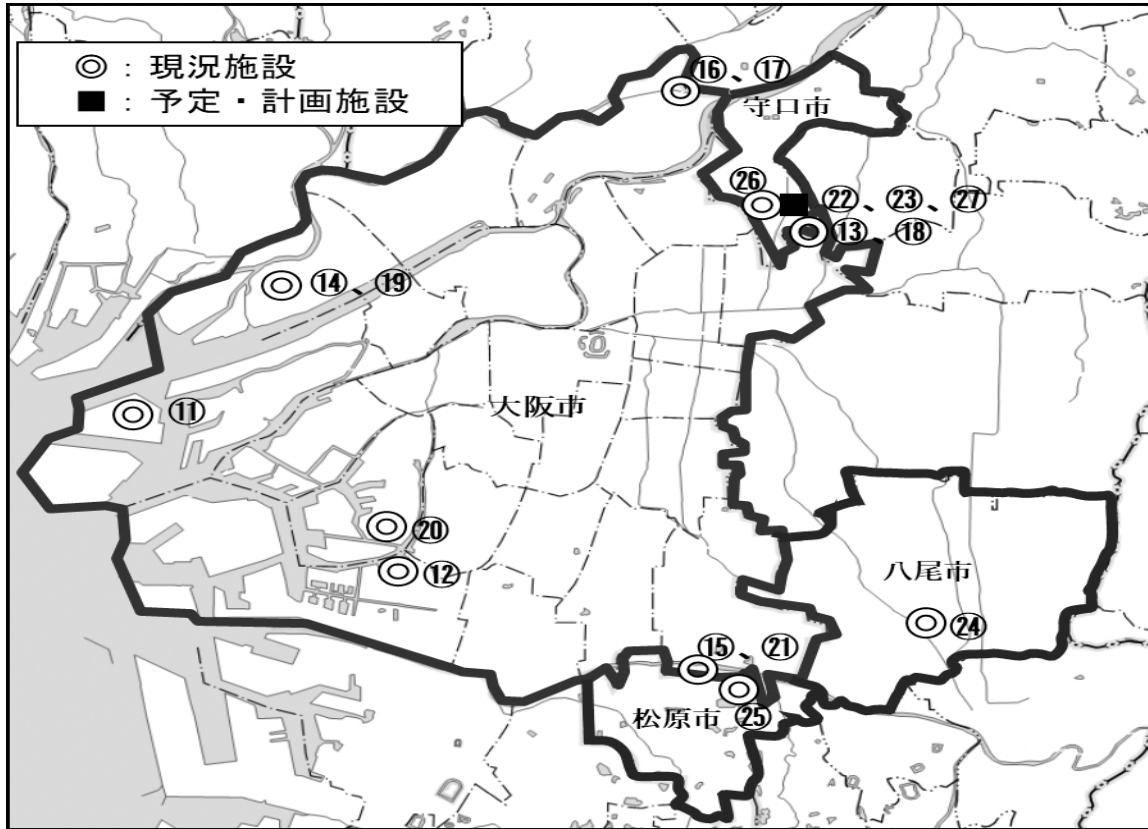 ◎ : 現況施設
■ : 予定・計画施設
⑯、⑰
守口市
㉖
㉒、㉓、㉗
⑬、⑱
⑭、⑲
⑪
大阪市
⑳
⑫
八尾市
㉔
⑮、㉑
松原市
㉕